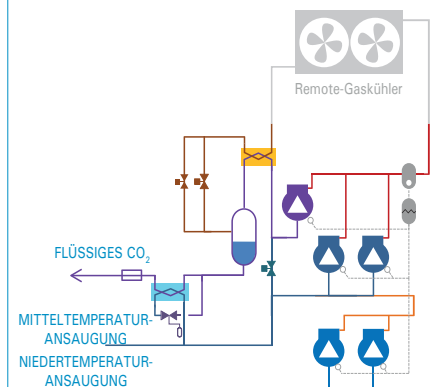 Remote-Gaskühler
FLÜSSIGES CO₂
MITTELTEMPERATUR-
ANSAUGUNG
NIEDERTEMPERATUR-
ANSAUGUNG